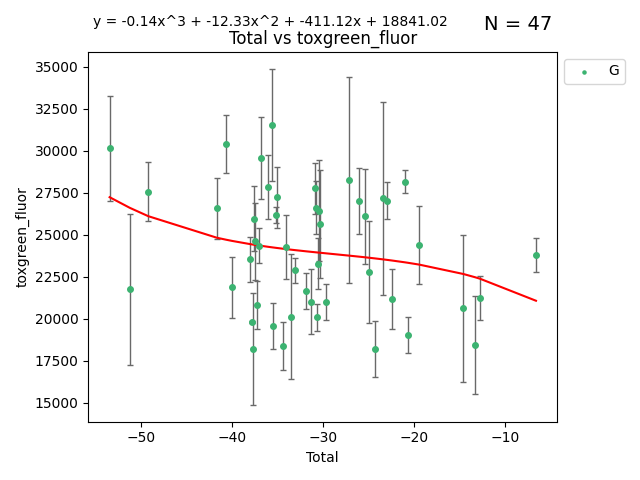 y = -0.14x^3 + -12.33x^2 + -411.12x + 18841.02
N = 47
Total vs toxgreen_fluor
G
toxgreen_fluor
35000
32500
30000
27500
25000
22500
20000
17500
15000
−50
−40
−30
−20
−10
Total